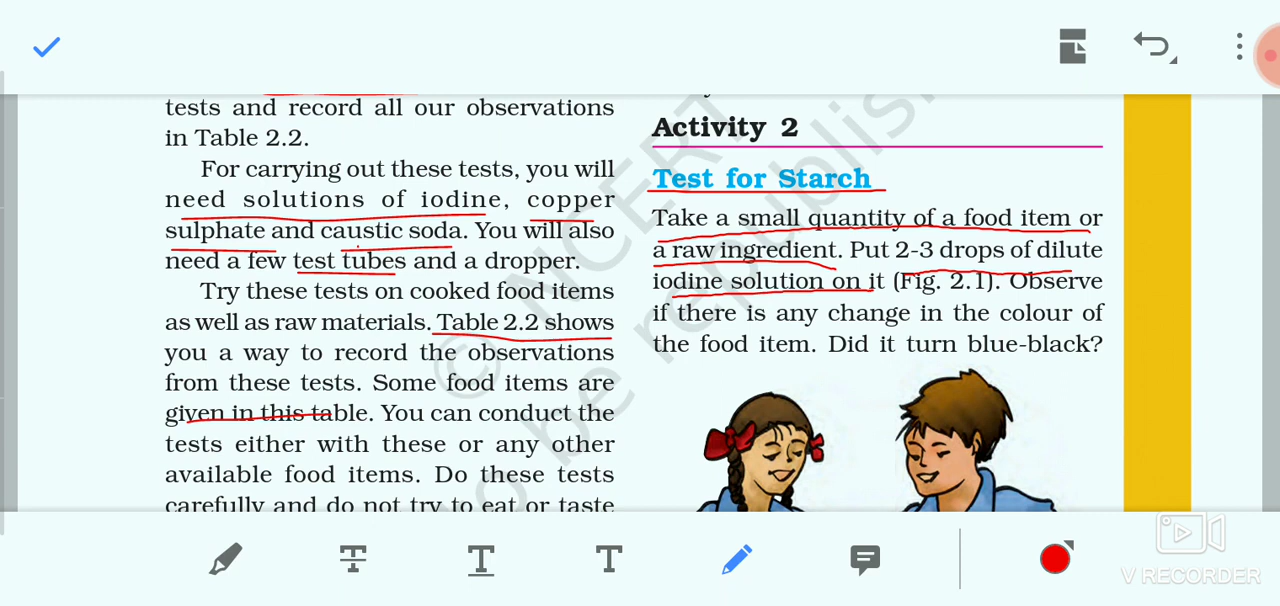 tests and record all our observations
in Table 2.2.
For carrying out these tests, you will
need solutions of iodine, copper
sulphate and caustic soda. You will also
need a few test tubes and a dropper.
Try these tests on cooked food items
as well as raw materials. Table 2.2 shows
you a way to record the observations
from these tests. Some food items are
given in this table. You can conduct the
tests either with these or any other
available food items. Do these tests
carefully and do not try to eat or taste
Activity 2
Test for Starch
Take a small quantity of a food item or
a raw ingredient. Put 2-3 drops of dilute
iodine solution on it (Fig. 2.1). Observe
if there is any change in the colour of
the food item. Did it turn blue-black?
© NCERT
o be republis
V RECORDER